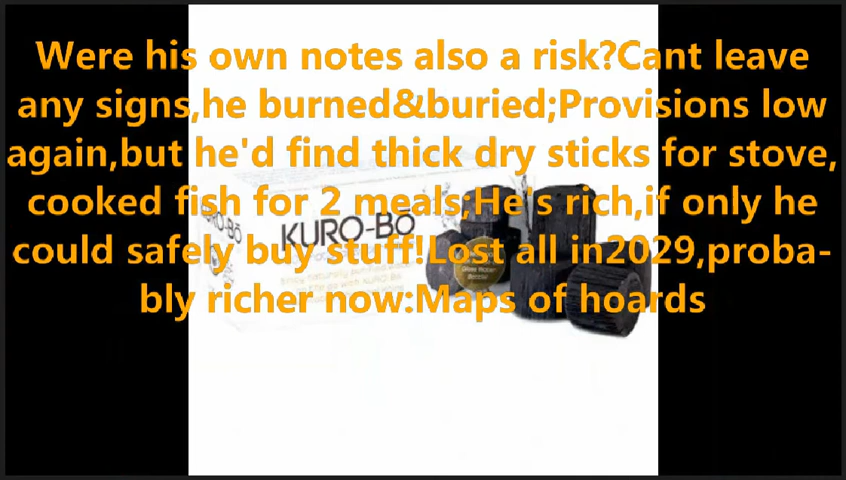 Were his own notes also a risk?Cant leave
any signs,he burned&buried;Provisions low
again,but he'd find thick dry sticks for stove,
cooked fish for 2 meals;He's rich,if only he
could safely buy stuff!Lost all in2029,proba-
bly richer now:Maps of hoards
KURO-BŌ